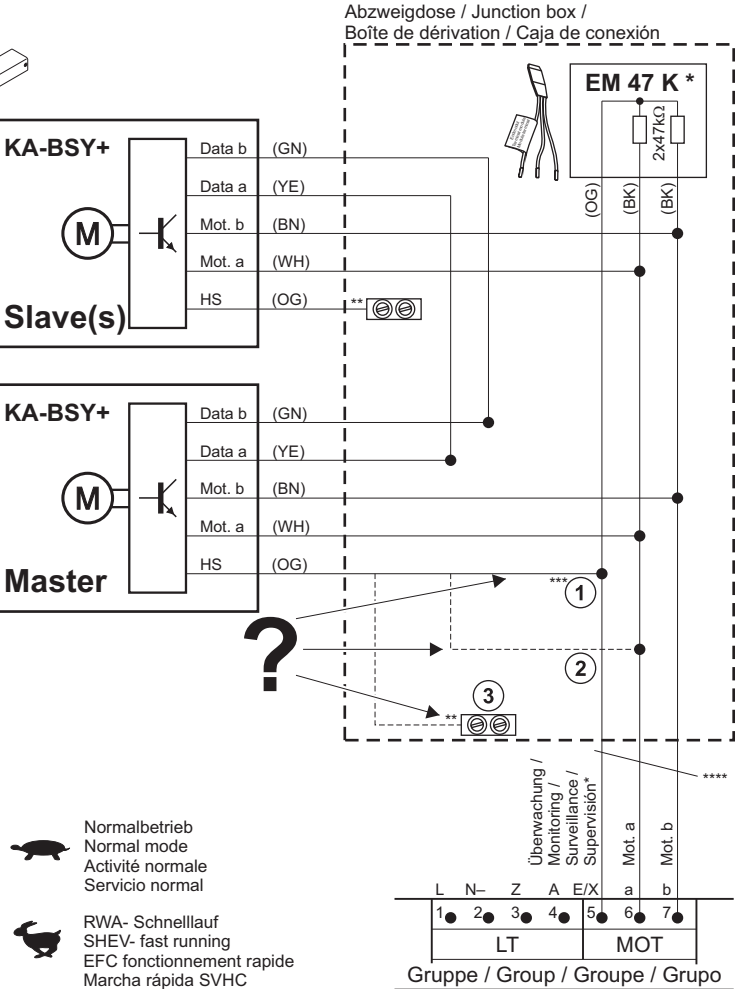 Abzweigdose / Junction box /
Boîte de dérivation / Caja de conexión
EM 47 K *
2x47kΩ
(OG)
(BK)
(BK)
KA-BSY+
M
Slave(s)
Data b (GN)
Data a (YE)
Mot. b (BN)
Mot. a (WH)
HS (OG)
**
KA-BSY+
M
Master
Data b (GN)
Data a (YE)
Mot. b (BN)
Mot. a (WH)
HS (OG)
*** 1
?
2
3
**
****
Überwachung /
Monitoring /
Surveillance /
Supervisión*
Mot. a
Mot. b
Normalbetrieb
Normal mode
Activité normale
Servicio normal
RWA- Schnelllauf
SHEV- fast running
EFC fonctionnement rapide
Marcha rápida SVHC
L N– Z A E/X a b
1 2 3 4 5 6 7
LT MOT
Gruppe / Group / Groupe / Grupo